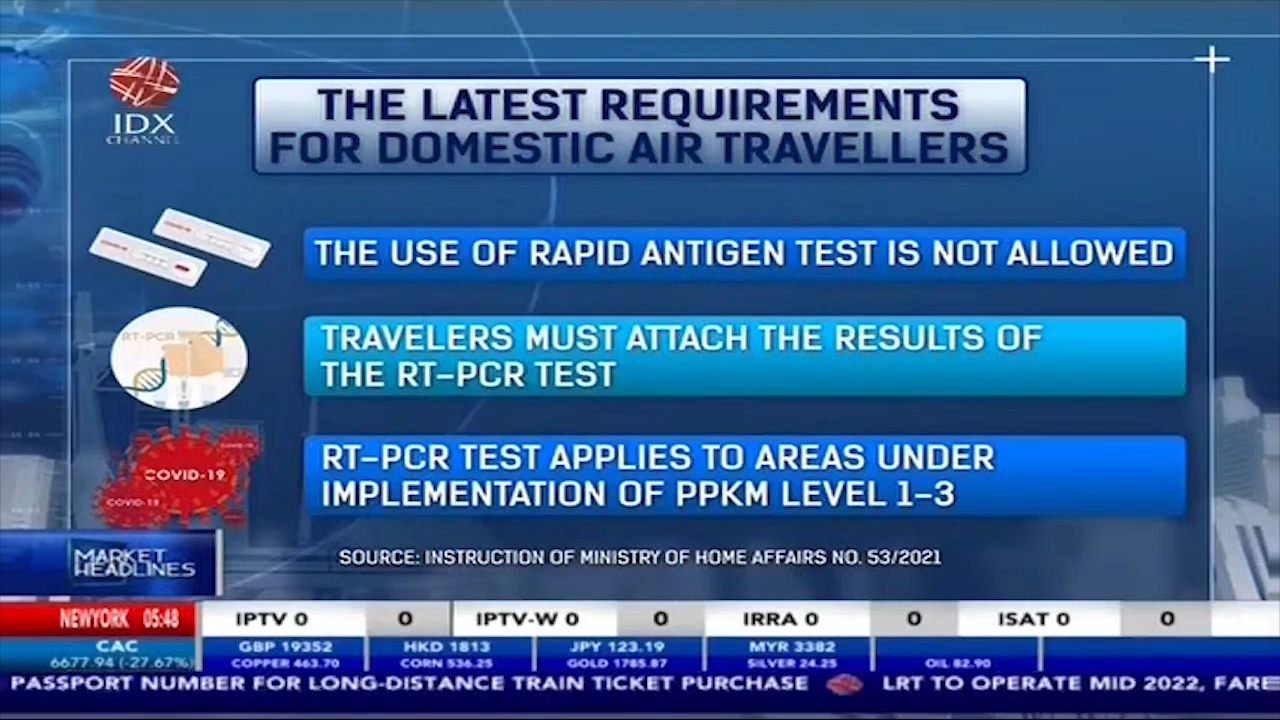 IDX
CHANNEL
THE LATEST REQUIREMENTS
FOR DOMESTIC AIR TRAVELLERS
THE USE OF RAPID ANTIGEN TEST IS NOT ALLOWED
RT-PCR
TRAVELERS MUST ATTACH THE RESULTS OF
THE RT-PCR TEST
COVID-19
COVID-19
COVID-19
RT-PCR TEST APPLIES TO AREAS UNDER
IMPLEMENTATION OF PPKM LEVEL 1-3
MARKET
HEADLINES
SOURCE: INSTRUCTION OF MINISTRY OF HOME AFFAIRS NO. 53/2021
NEWYORK 05:48 IPTV 0 0 IPTV-W 0 0 IRRA 0 0 ISAT 0 0
CAC GBP 19352 HKD 1813 JPY 123.19 MYR 3382
6677.94 (-27.67%) COPPER 463.70 CORN 536.25 GOLD 1785.87 SILVER 24.25 OIL 82.90
PASSPORT NUMBER FOR LONG-DISTANCE TRAIN TICKET PURCHASE LRT TO OPERATE MID 2022, FARE